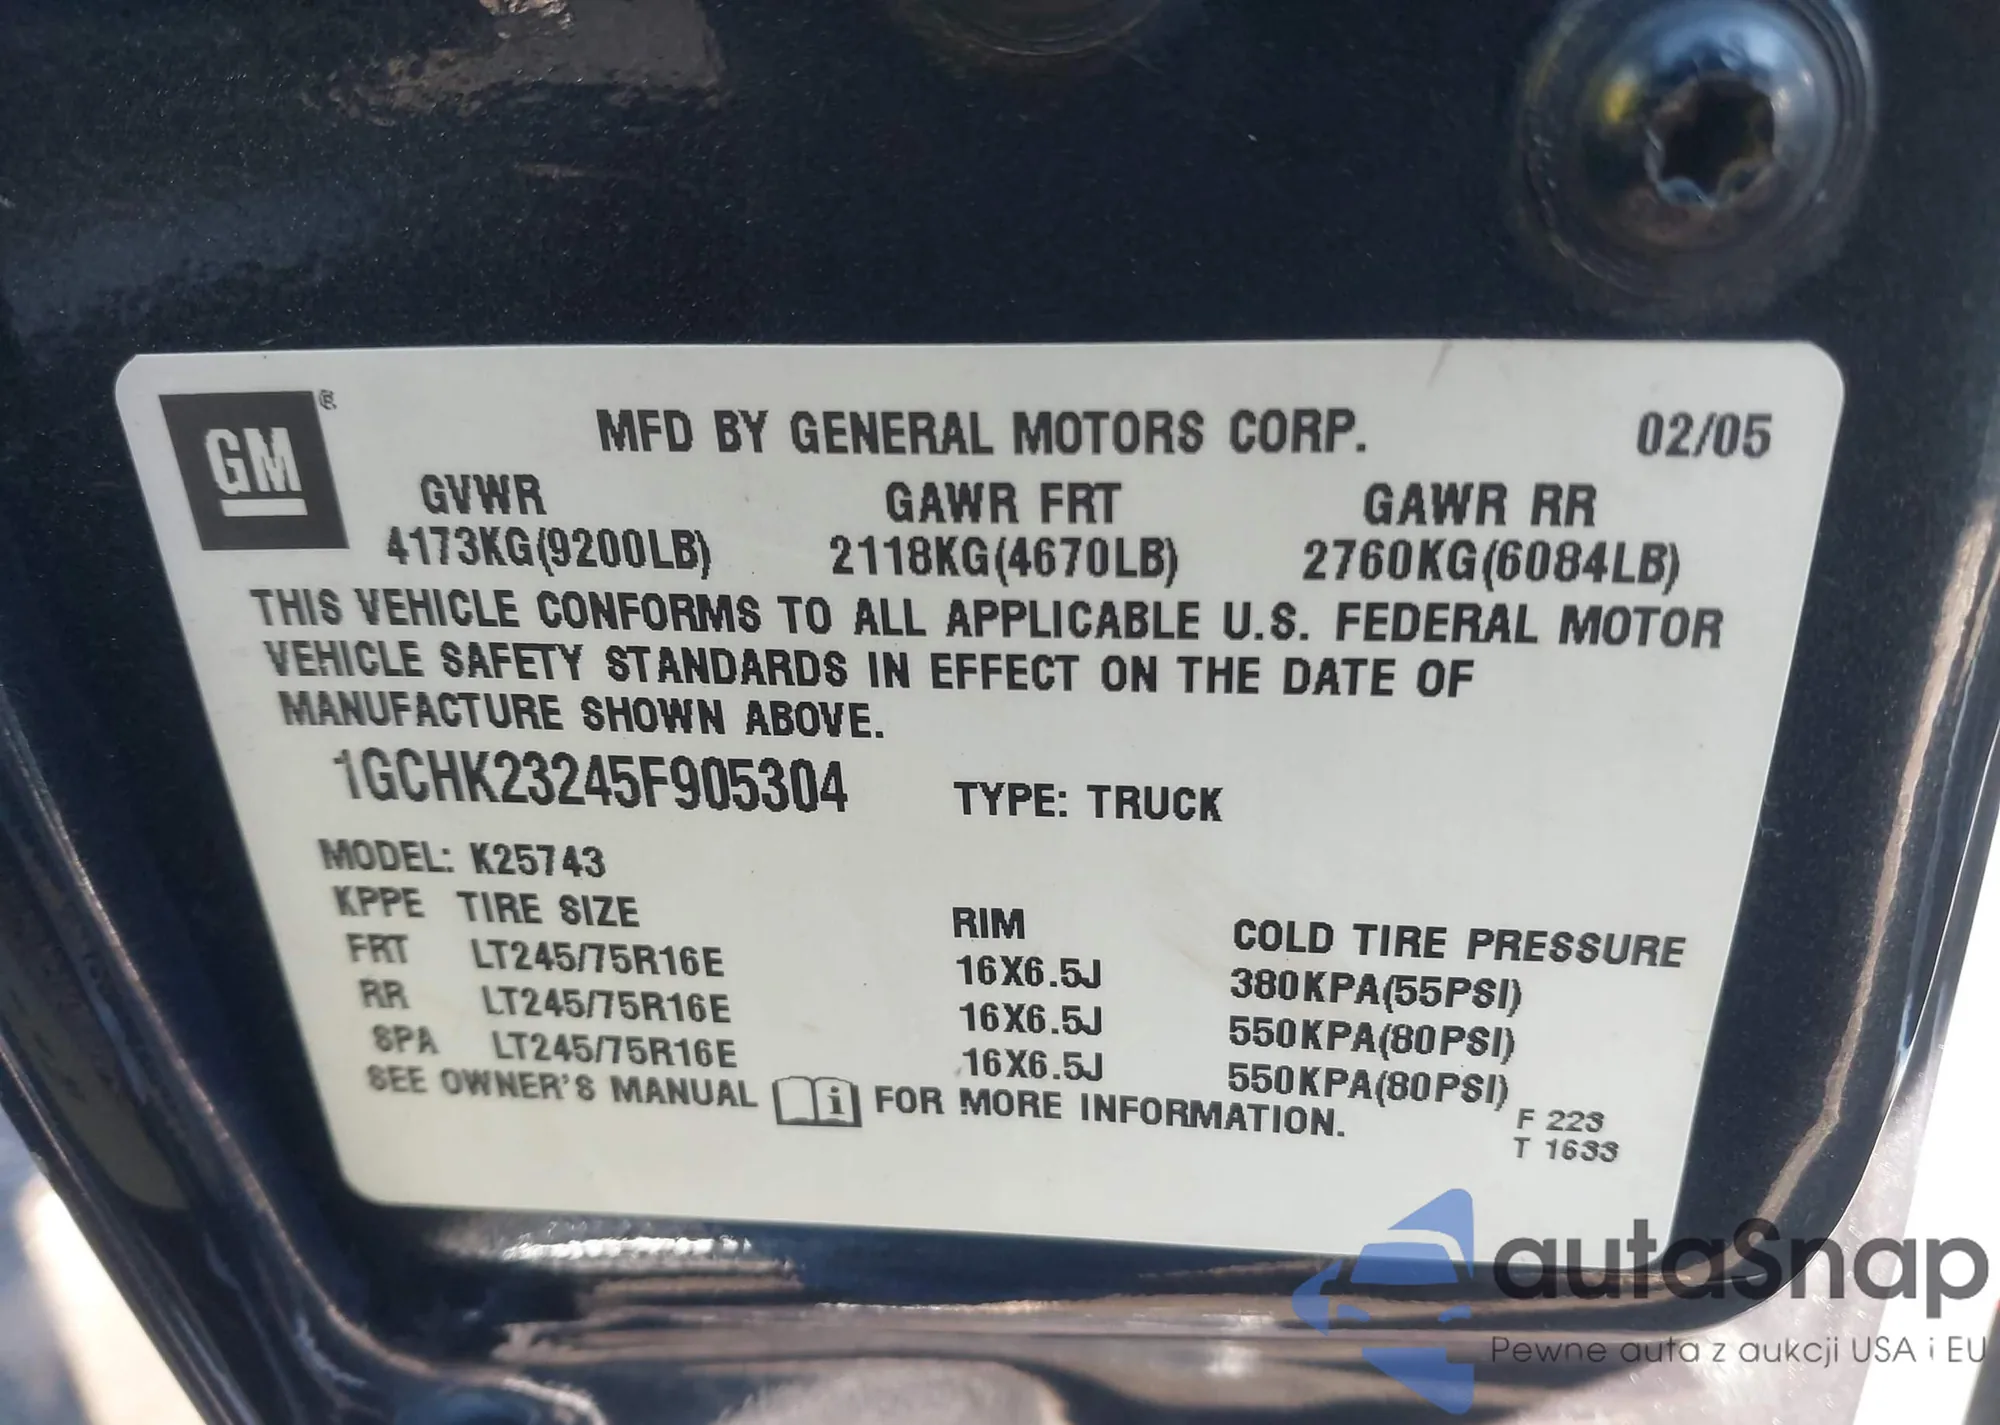 GM ®
MFD BY GENERAL MOTORS CORP. 02/05
GVWR GAWR FRT GAWR RR
4173KG(9200LB) 2118KG(4670LB) 2760KG(6084LB)
THIS VEHICLE CONFORMS TO ALL APPLICABLE U.S. FEDERAL MOTOR
VEHICLE SAFETY STANDARDS IN EFFECT ON THE DATE OF
MANUFACTURE SHOWN ABOVE.
1GCHK23245F905304 TYPE: TRUCK
MODEL: K25743
KPPE TIRE SIZE RIM COLD TIRE PRESSURE
FRT LT245/75R16E 16X6.5J 380KPA(55PSI)
RR LT245/75R16E 16X6.5J 550KPA(80PSI)
SPA LT245/75R16E 16X6.5J 550KPA(80PSI)
SEE OWNER'S MANUAL i FOR MORE INFORMATION.
F 223
T 1633
autaSnap
Pewne auta z aukcji USA i EU